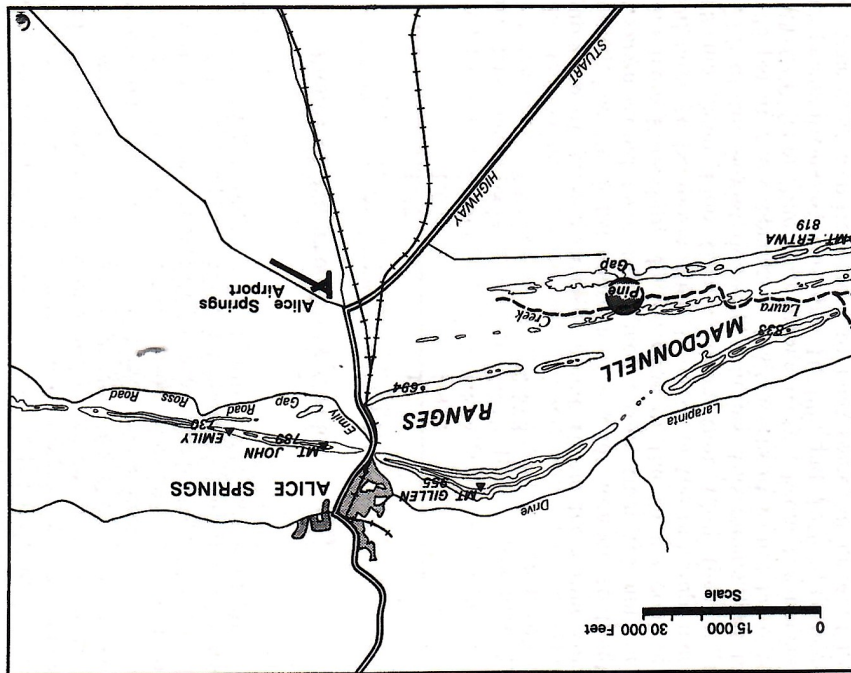 0 15 000 30 000 Feet
Scale
Larapinta
Drive
MT. GILLEN
955
ALICE SPRINGS
MT. JOHN
789
EMILY
730
Emily
Gap
Road
Ross
Road
MACDONNELL
RANGES
833
694
Laura
Creek
Pine
Gap
MT. ERTWA
819
Alice Springs
Airport
STUART
HIGHWAY